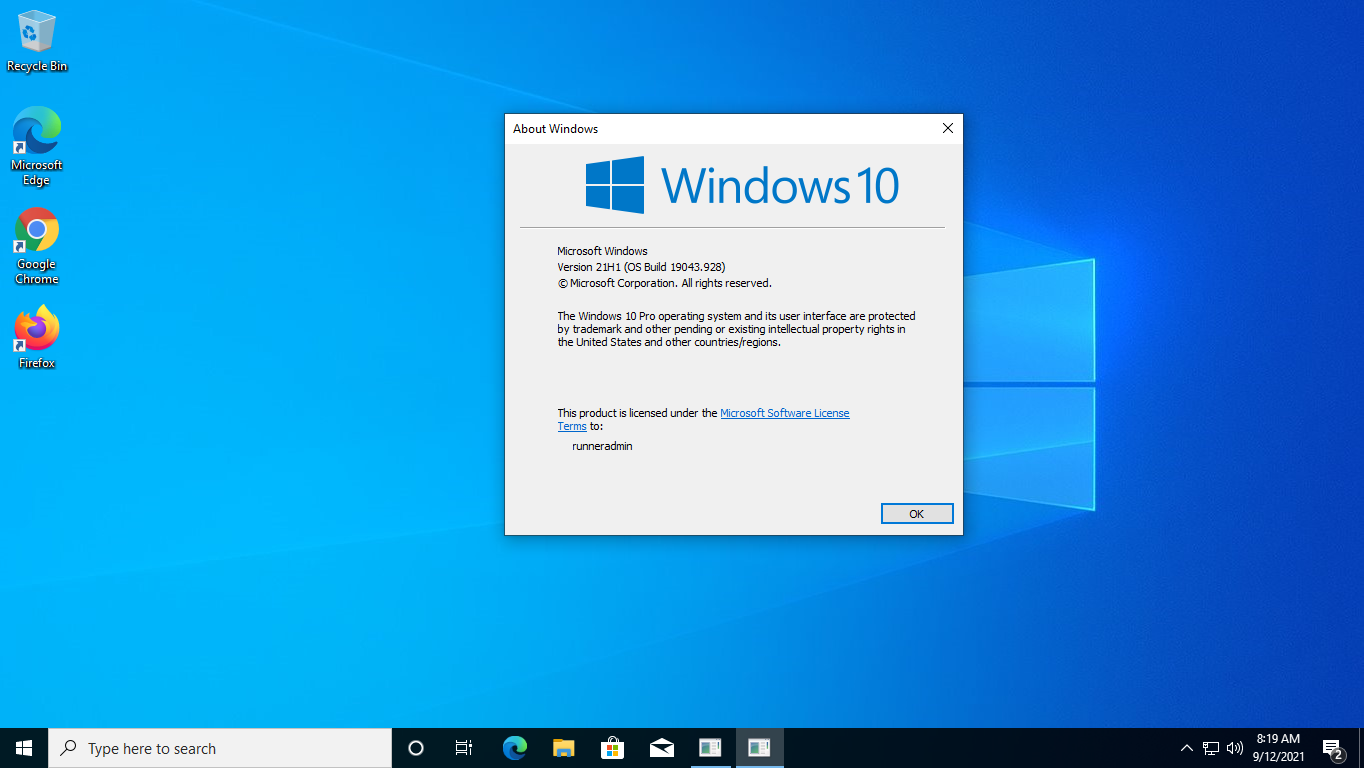 Recycle Bin
Microsoft
Edge
Google
Chrome
Firefox
About Windows
Windows 10
Microsoft Windows
Version 21H1 (OS Build 19043.928)
© Microsoft Corporation. All rights reserved.
The Windows 10 Pro operating system and its user interface are protected
by trademark and other pending or existing intellectual property rights in
the United States and other countries/regions.
This product is licensed under the Microsoft Software License
Terms to:
runneradmin
OK
Type here to search
8:19 AM
9/12/2021
2